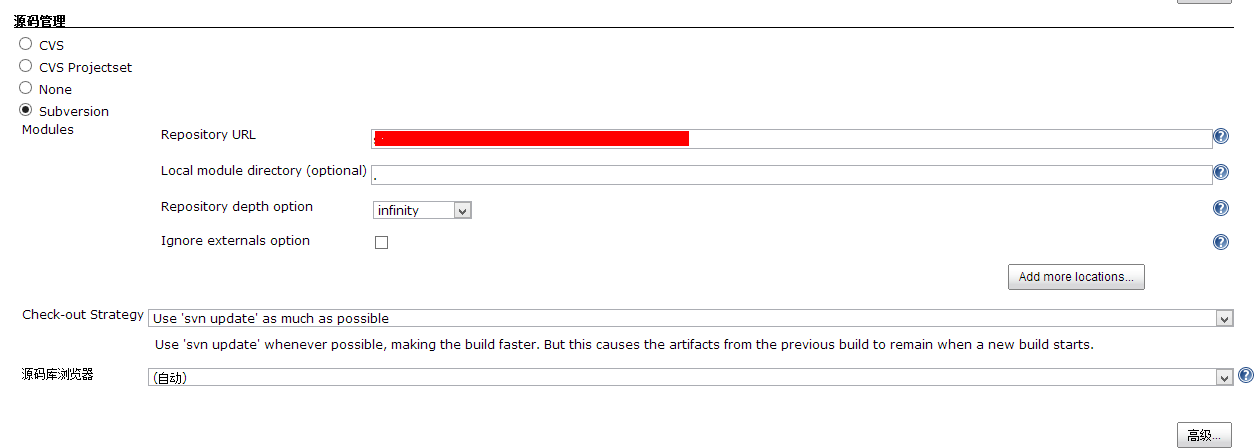 源码管理
CVS
CVS Projectset
None
Subversion
Modules
Repository URL
Local module directory (optional) .
Repository depth option infinity
Ignore externals option
Add more locations...
Check-out Strategy Use 'svn update' as much as possible
Use 'svn update' whenever possible, making the build faster. But this causes the artifacts from the previous build to remain when a new build starts.
源码库浏览器 (自动)
高级...